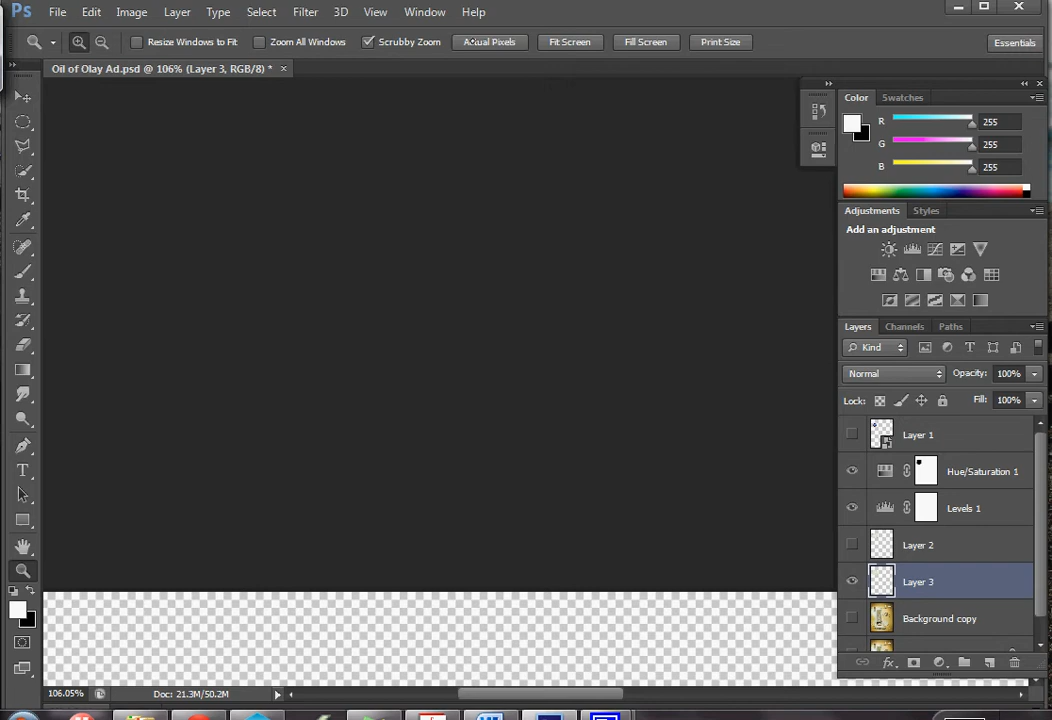 Ps File Edit Image Layer Type Select Filter 3D View Window Help
Resize Windows to Fit Zoom All Windows Scrubby Zoom Actual Pixels Fit Screen Fill Screen Print Size Essentials
Oil of Olay Ad.psd @ 106% (Layer 3, RGB/8) *
Color Swatches
R 255
G 255
B 255
Adjustments Styles
Add an adjustment
Layers Channels Paths
Kind
Normal Opacity: 100%
Lock: Fill: 100%
Layer 1
Hue/Saturation 1
Levels 1
Layer 2
Layer 3
Background copy
fx
106.05% Doc: 21.3M/50.2M